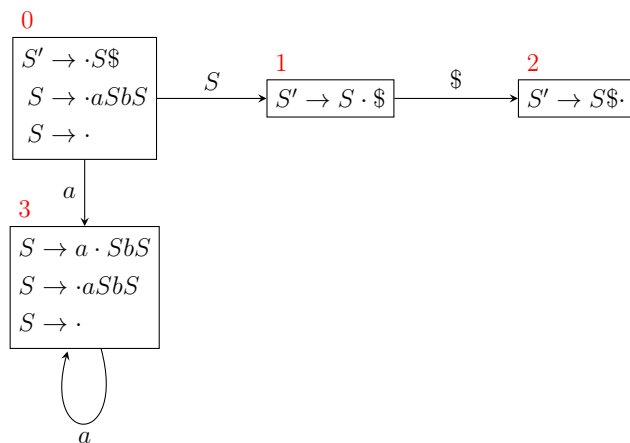 0
S′ → ·S$
S → ·aSbS
S → ·
S
1
S′ → S · $
$
2
S′ → S$·
a
3
S → a · SbS
S → ·aSbS
S → ·
a